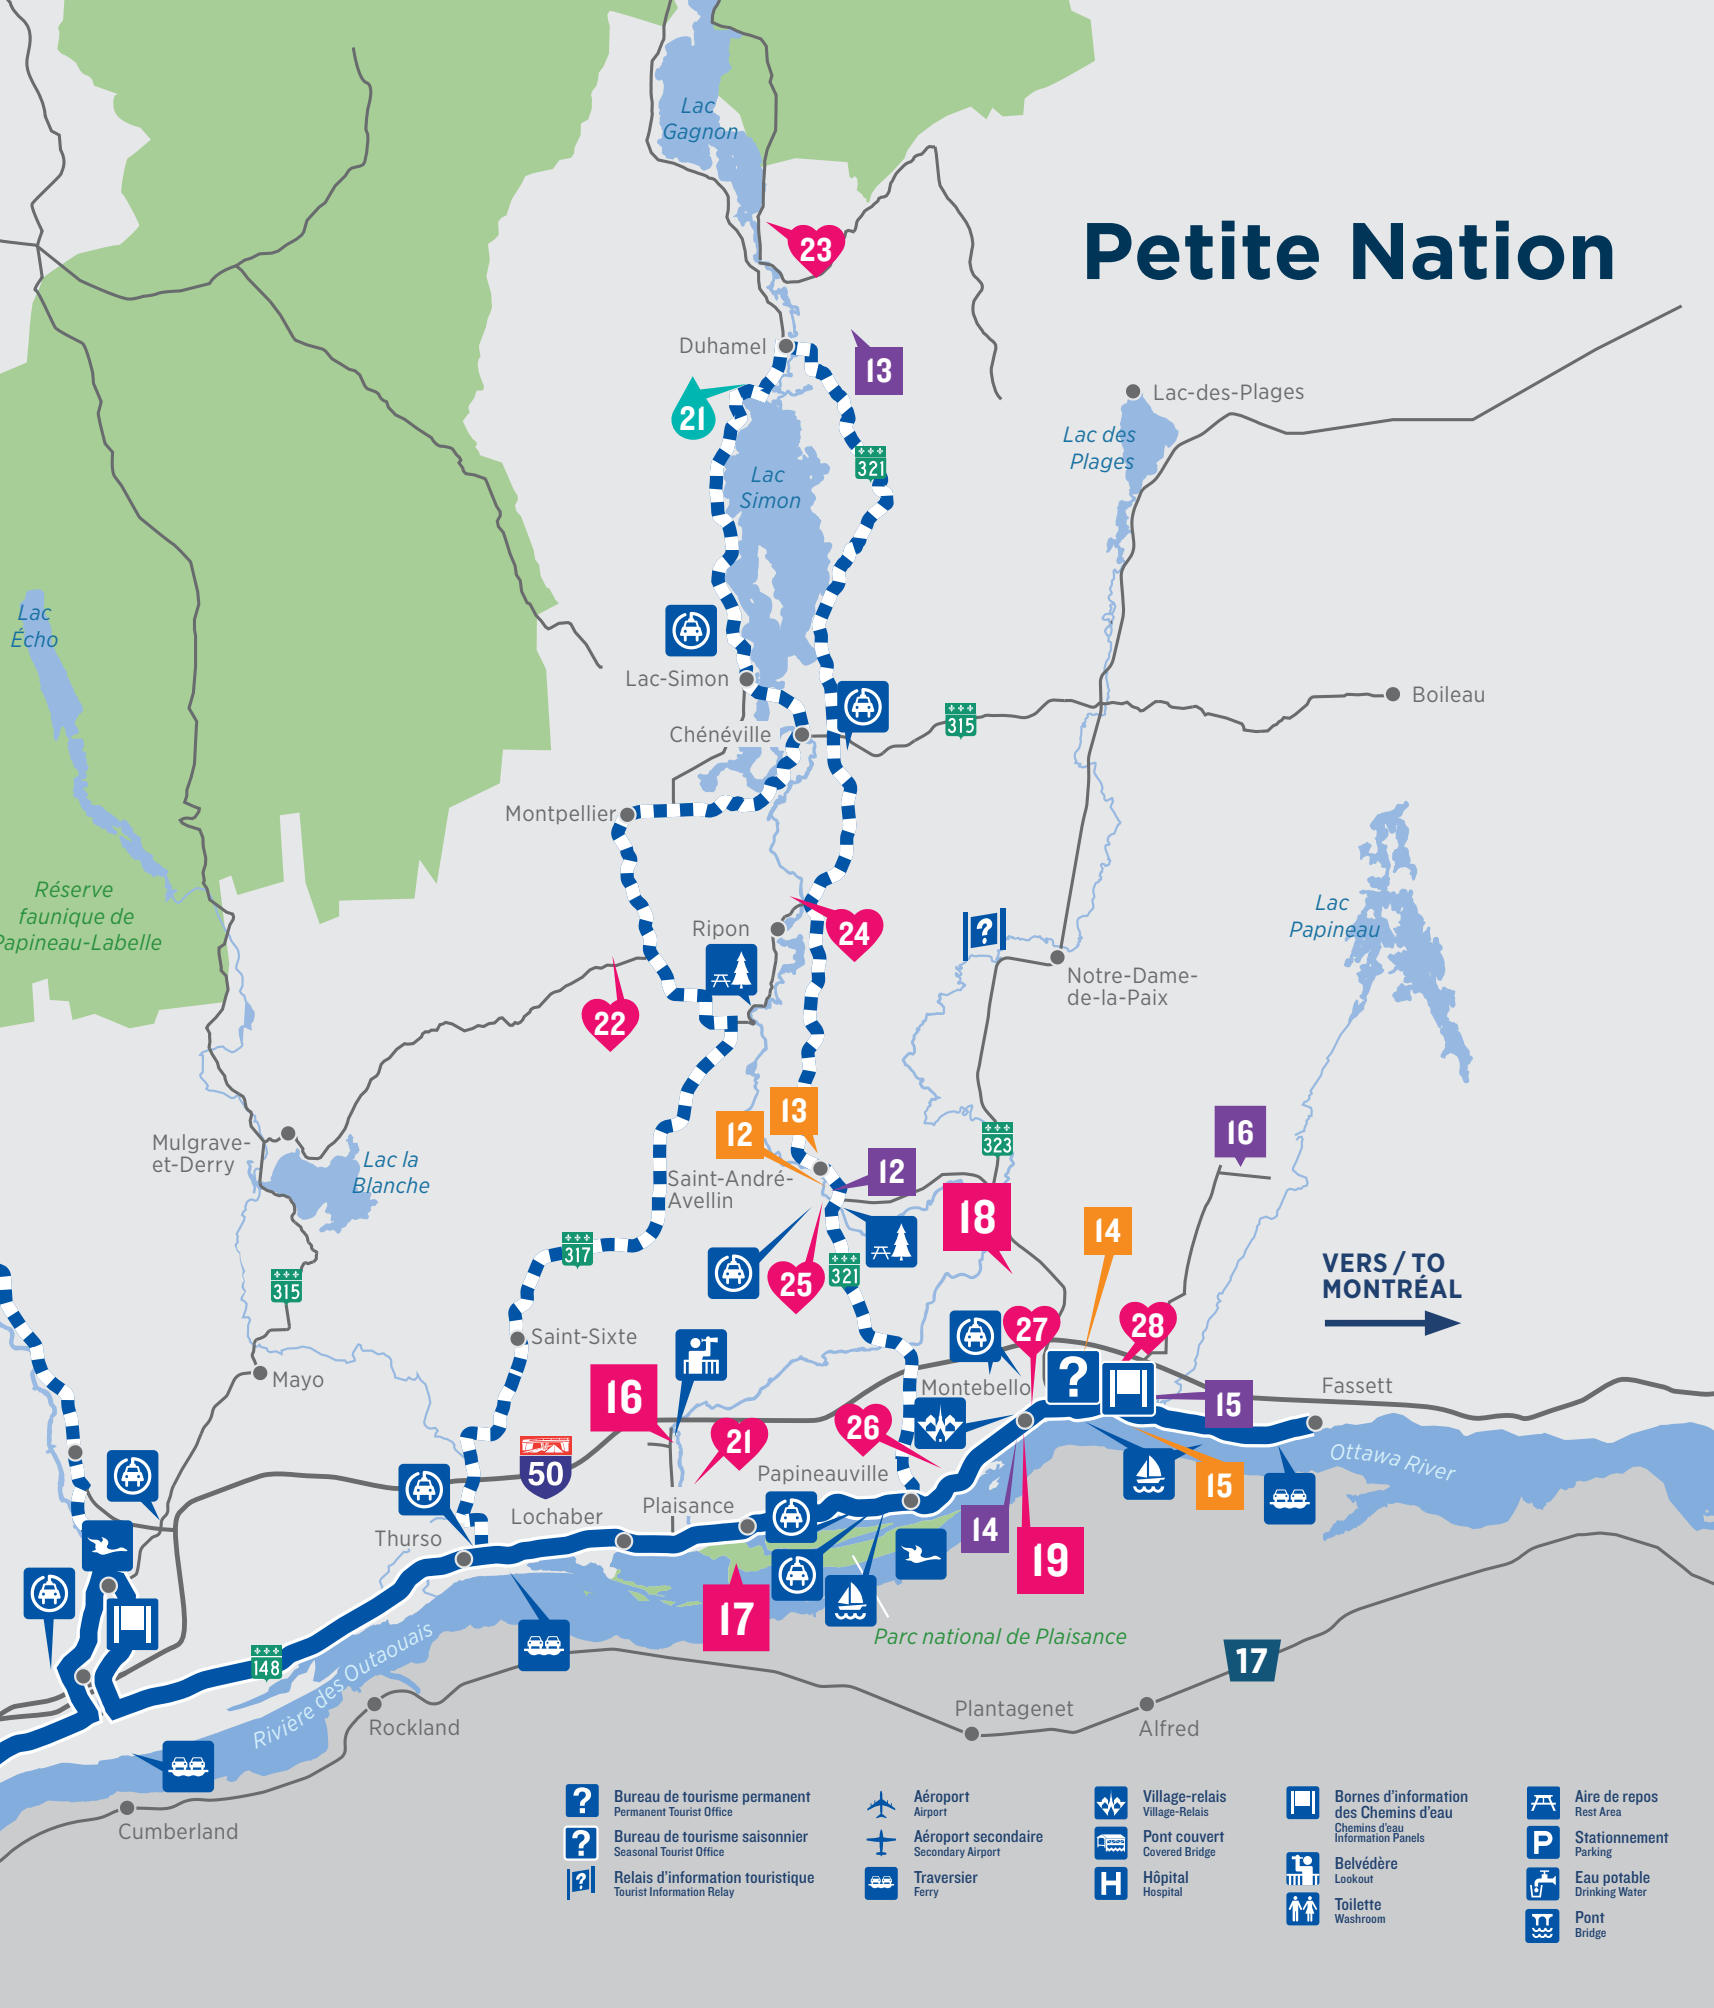 Lac
Gagnon
Petite Nation
23
Duhamel
13
21
Lac-des-Plages
Lac des
Plages
321
Lac
Simon
Lac
Écho
Lac-Simon
Boileau
315
Chénéville
Montpellier
Réserve
faunique de
Papineau-Labelle
Lac
Papineau
Ripon
24
?
Notre-Dame-
de-la-Paix
22
13
12
323
16
Mulgrave-
et-Derry
Lac la
Blanche
Saint-André-
Avellin
12
18
14
317
321
25
315
VERS / TO
MONTRÉAL
27
28
Saint-Sixte
Mayo
16
Montebello
?
Fassett
15
26
21
50
Papineauville
Ottawa River
15
Lochaber
Plaisance
14
Thurso
19
17
Parc national de Plaisance
148
17
Rivière des Outaouais
Rockland
Plantagenet
Alfred
Cumberland
? Bureau de tourisme permanent
Permanent Tourist Office
? Bureau de tourisme saisonnier
Seasonal Tourist Office
? Relais d'information touristique
Tourist Information Relay
Aéroport
Airport
Aéroport secondaire
Secondary Airport
Traversier
Ferry
Village-relais
Village-Relais
Pont couvert
Covered Bridge
H Hôpital
Hospital
Bornes d'information
des Chemins d'eau
Chemins d'eau
Information Panels
Belvédère
Lookout
Toilette
Washroom
Aire de repos
Rest Area
P Stationnement
Parking
Eau potable
Drinking Water
Pont
Bridge